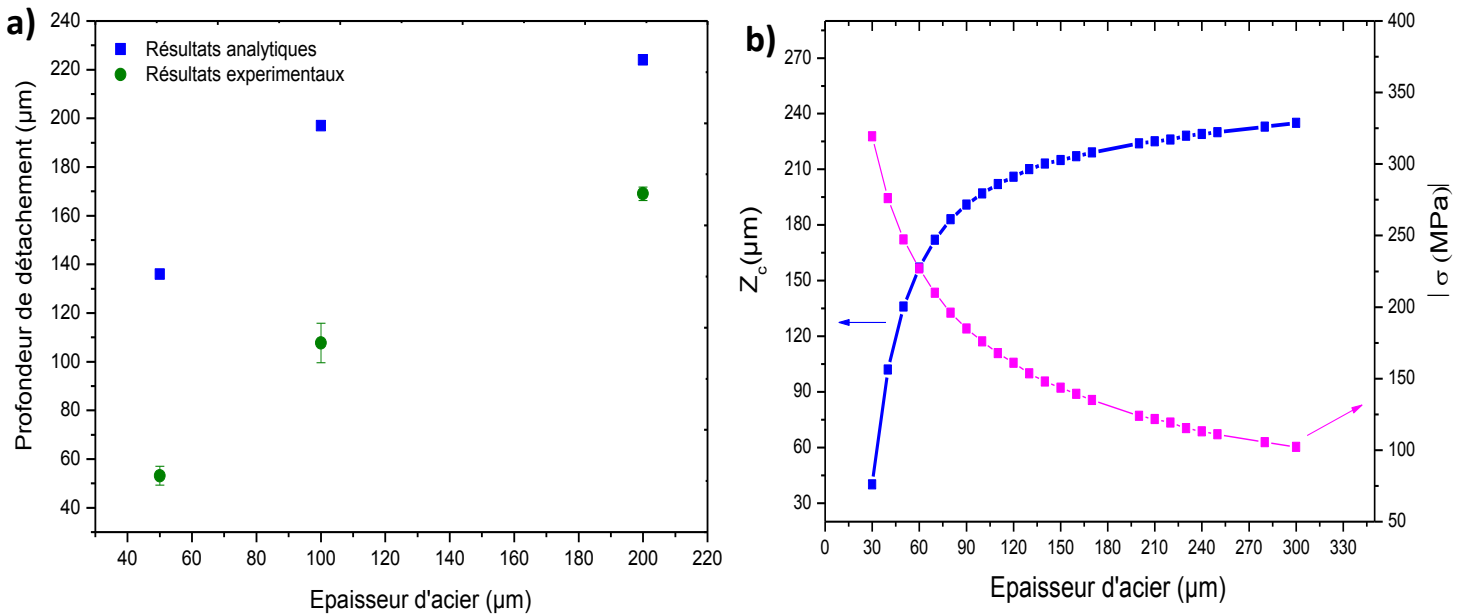 a)
240
220
200
180
160
140
120
100
80
60
40
Profondeur de détachement (µm)
Résultats analytiques
Résultats experimentaux
40 60 80 100 120 140 160 180 200 220
Epaisseur d'acier (µm)
b)
270
240
210
180
150
120
90
60
30
Zc(µm)
400
350
300
250
200
150
100
50
| σ (MPa)|
0 30 60 90 120 150 180 210 240 270 300 330
Epaisseur d'acier (µm)